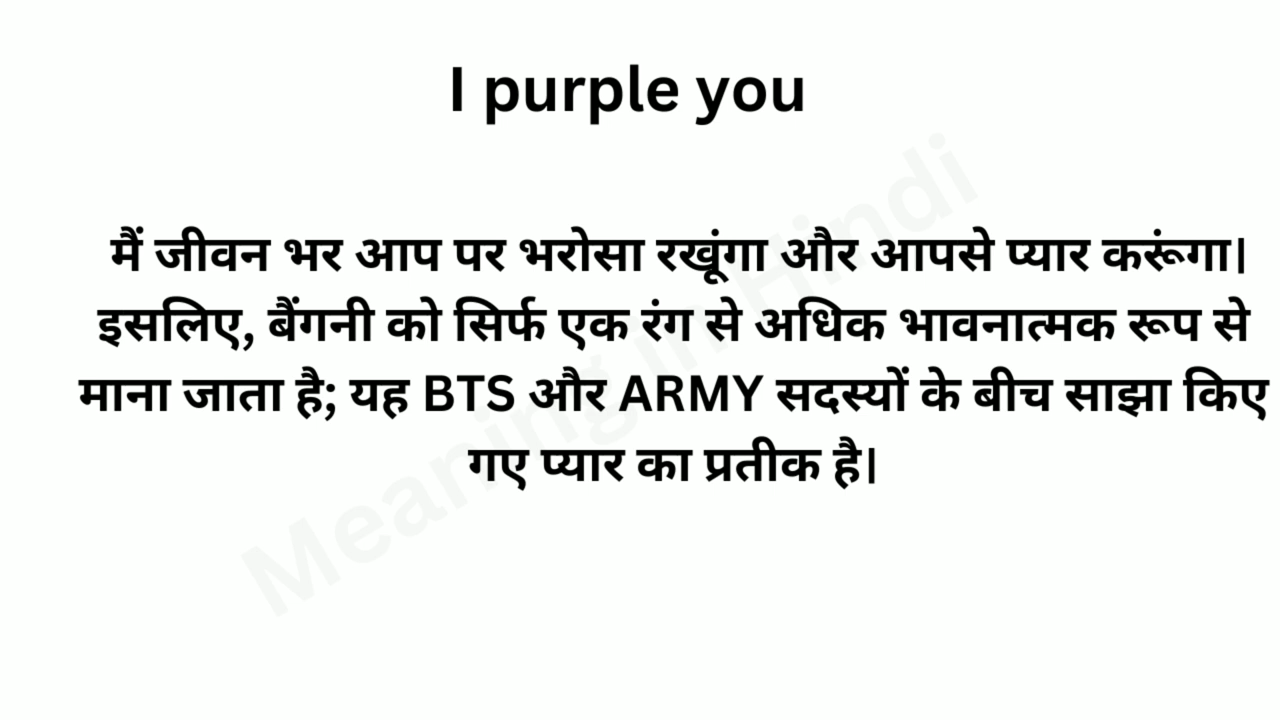 I purple you
मैं जीवन भर आप पर भरोसा रखूंगा और आपसे प्यार करूंगा।
इसलिए, बैंगनी को सिर्फ एक रंग से अधिक भावनात्मक रूप से
माना जाता है; यह BTS और ARMY सदस्यों के बीच साझा किए
गए प्यार का प्रतीक है।
Meaning in Hindi